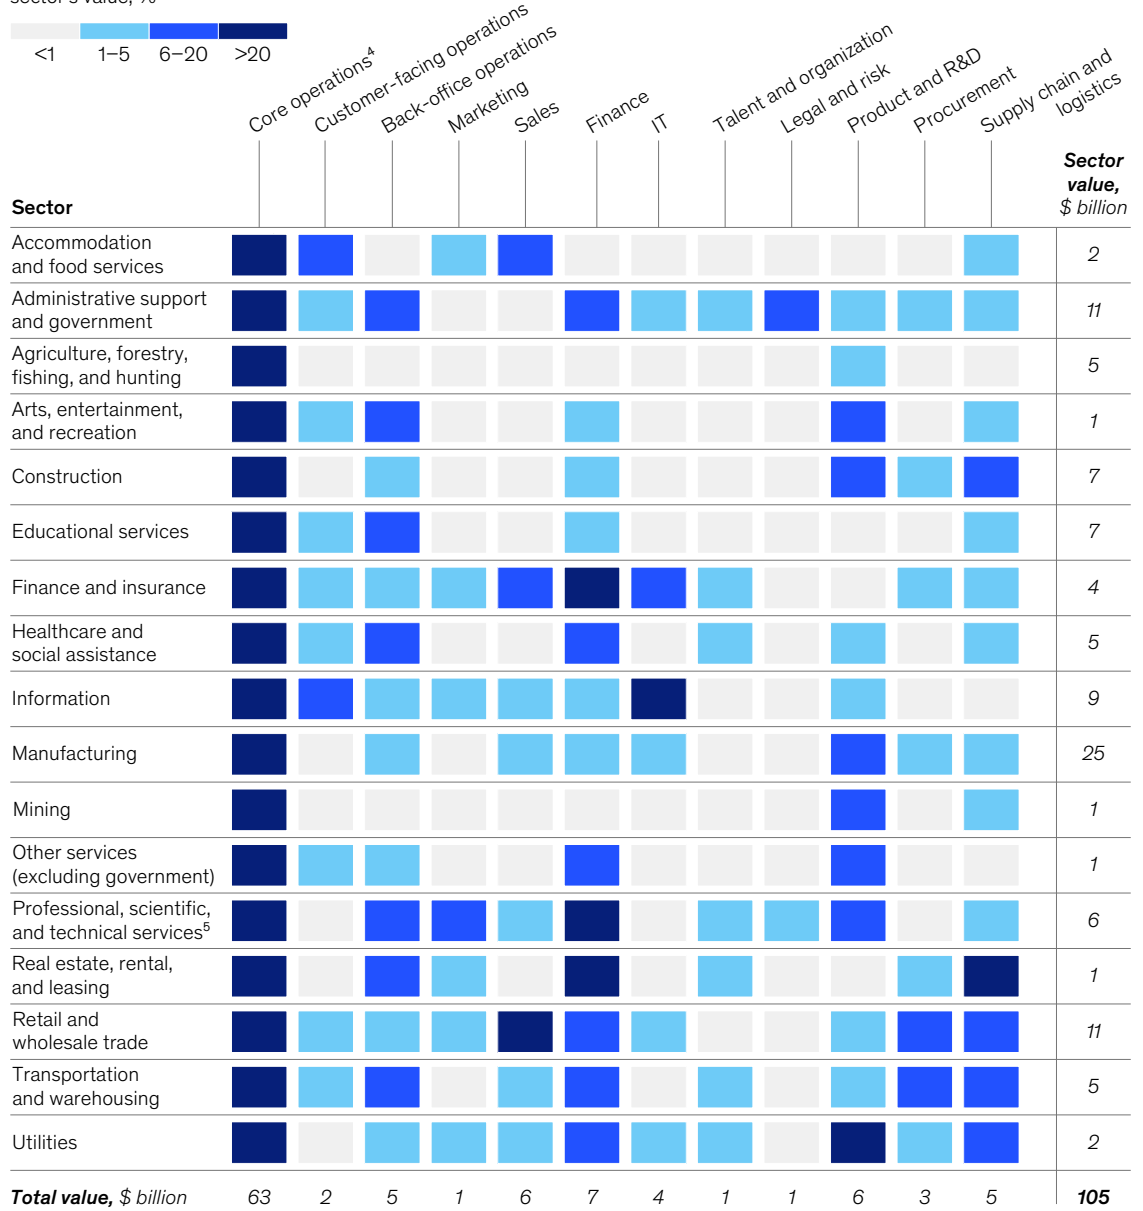 <1 1–5 6–20 >20
Core operations⁴
Customer-facing operations
Back-office operations
Marketing
Sales
Finance
IT
Talent and organization
Legal and risk
Product and R&D
Procurement
Supply chain and
logistics
Sector
Sector
value,
$ billion
Accommodation
and food services
2
Administrative support
and government
11
Agriculture, forestry,
fishing, and hunting
5
Arts, entertainment,
and recreation
1
Construction
7
Educational services
7
Finance and insurance
4
Healthcare and
social assistance
5
Information
9
Manufacturing
25
Mining
1
Other services
(excluding government)
1
Professional, scientific,
and technical services⁵
6
Real estate, rental,
and leasing
1
Retail and
wholesale trade
11
Transportation
and warehousing
5
Utilities
2
Total value, $ billion 63 2 5 1 6 7 4 1 1 6 3 5 105